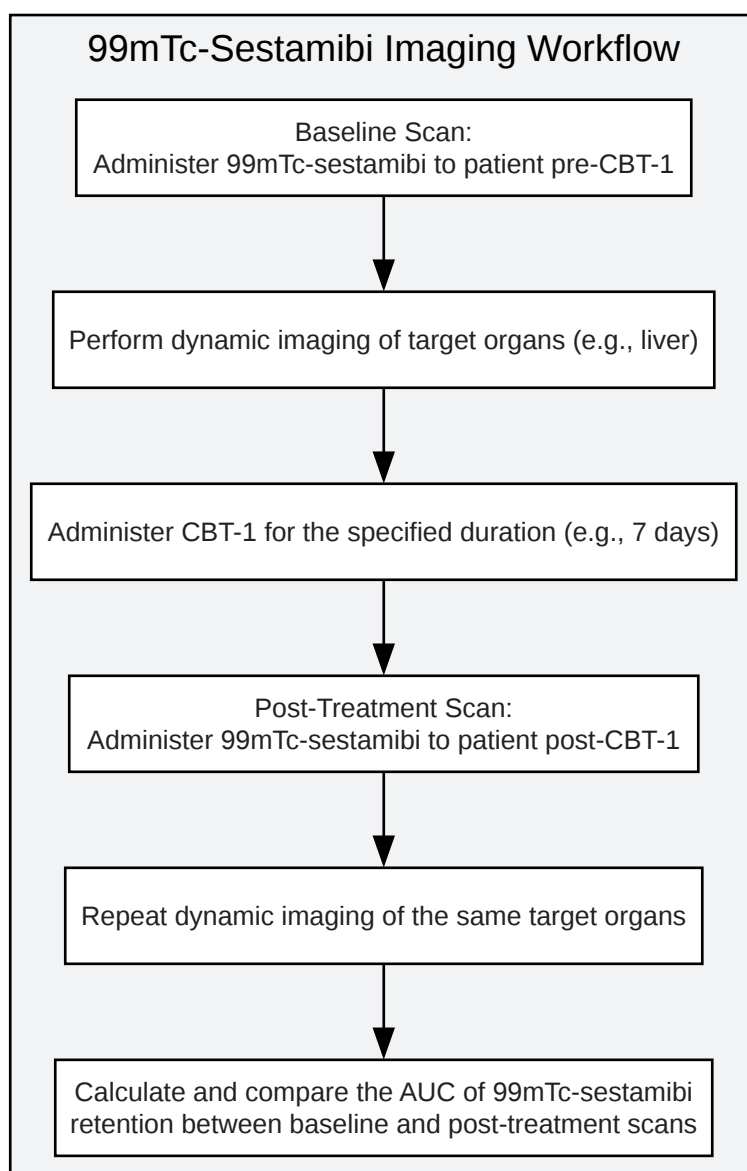 99mTc-Sestamibi Imaging Workflow
Baseline Scan:
Administer 99mTc-sestamibi to patient pre-CBT-1
Perform dynamic imaging of target organs (e.g., liver)
Administer CBT-1 for the specified duration (e.g., 7 days)
Post-Treatment Scan:
Administer 99mTc-sestamibi to patient post-CBT-1
Repeat dynamic imaging of the same target organs
Calculate and compare the AUC of 99mTc-sestamibi
retention between baseline and post-treatment scans